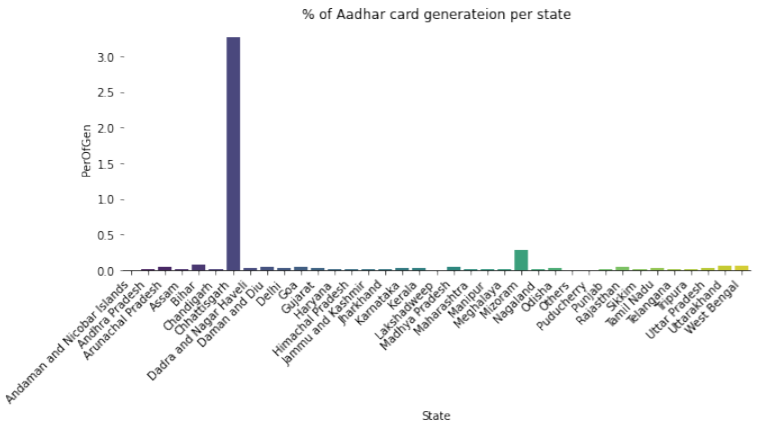 % of Aadhar card generateion per state
PerOfGen
3.0
2.5
2.0
1.5
1.0
0.5
0.0
Andaman and Nicobar Islands
Andhra Pradesh
Arunachal Pradesh
Assam
Bihar
Chandigarh
Chhattisgarh
Dadra and Nagar Haveli
Daman and Diu
Delhi
Goa
Gujarat
Haryana
Himachal Pradesh
Jammu and Kashmir
Jharkhand
Karnataka
Kerala
Lakshadweep
Madhya Pradesh
Maharashtra
Manipur
Meghalaya
Mizoram
Nagaland
Odisha
Others
Puducherry
Punjab
Rajasthan
Sikkim
Tamil Nadu
Telangana
Tripura
Uttar Pradesh
Uttarakhand
West Bengal
State